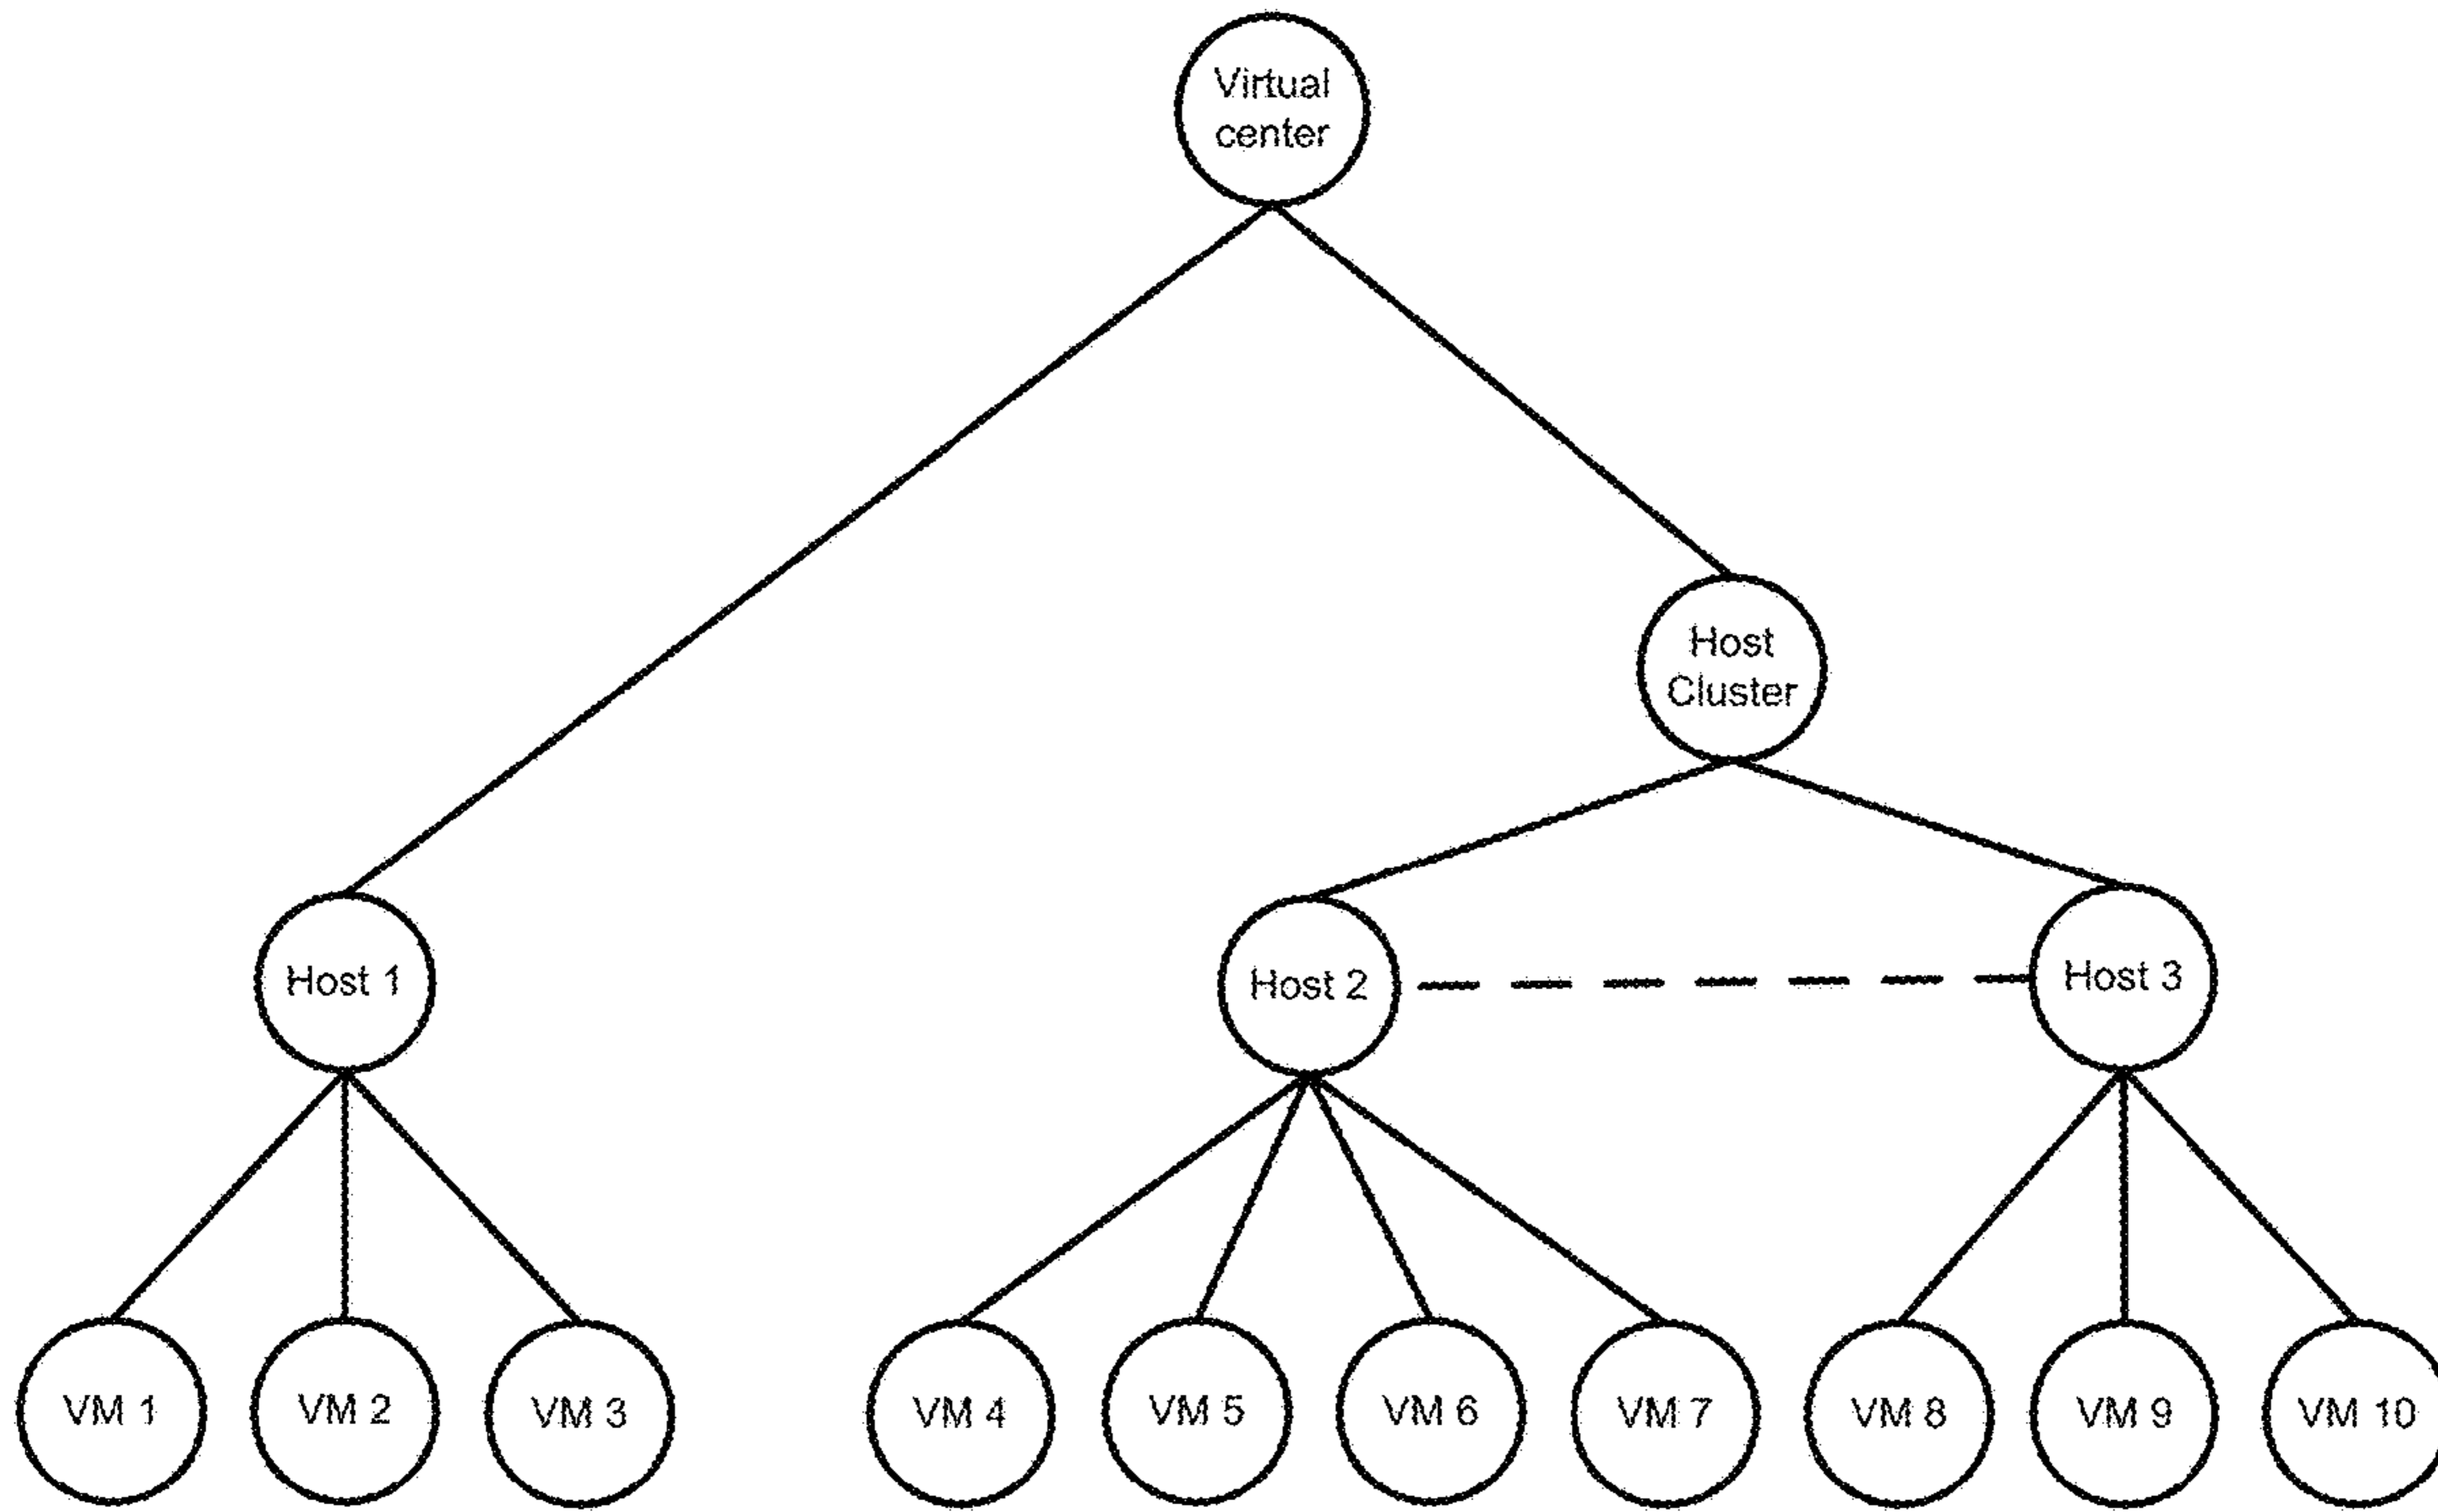 Virtual
center
Host
Cluster
Host 1
Host 2
Host 3
VM 1
VM 2
VM 3
VM 4
VM 5
VM 6
VM 7
VM 8
VM 9
VM 10